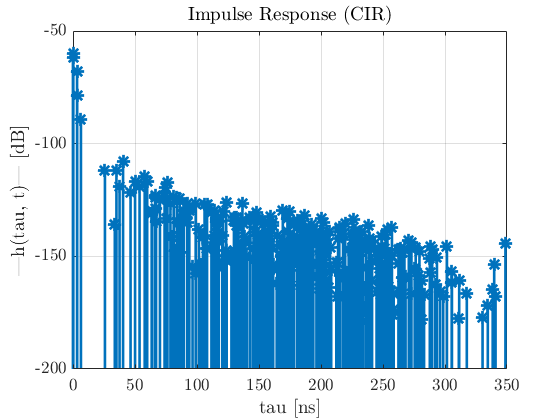 Impulse Response (CIR)
—h(tau, t)— [dB]
-50
-100
-150
-200
0 50 100 150 200 250 300 350
tau [ns]